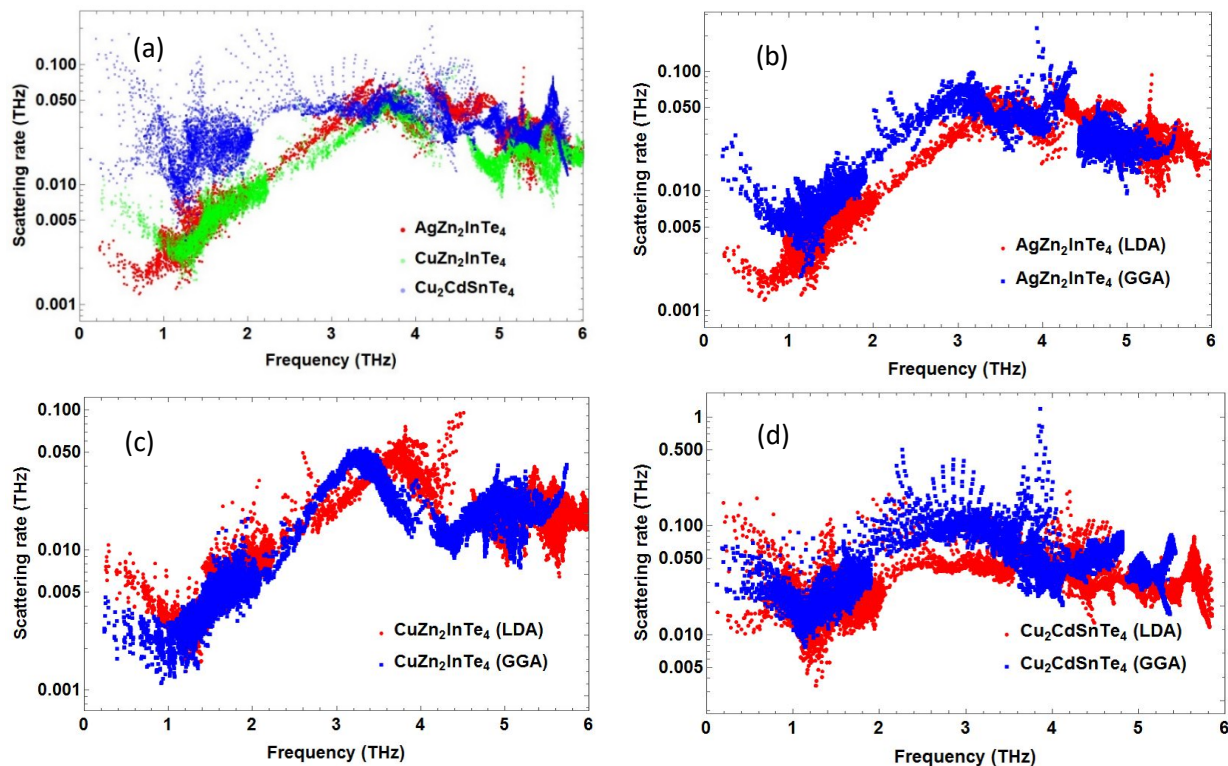 (a)
Scattering rate (THz)
0.100
0.050
0.010
0.005
0.001
AgZn₂InTe₄
CuZn₂InTe₄
Cu₂CdSnTe₄
0 1 2 3 4 5 6
Frequency (THz)
(b)
Scattering rate (THz)
0.100
0.050
0.010
0.005
0.001
AgZn₂InTe₄ (LDA)
AgZn₂InTe₄ (GGA)
0 1 2 3 4 5 6
Frequency (THz)
(c)
Scattering rate (THz)
0.100
0.050
0.010
0.005
0.001
CuZn₂InTe₄ (LDA)
CuZn₂InTe₄ (GGA)
0 1 2 3 4 5 6
Frequency (THz)
(d)
Scattering rate (THz)
1
0.500
0.100
0.050
0.010
0.005
Cu₂CdSnTe₄ (LDA)
Cu₂CdSnTe₄ (GGA)
0 1 2 3 4 5 6
Frequency (THz)